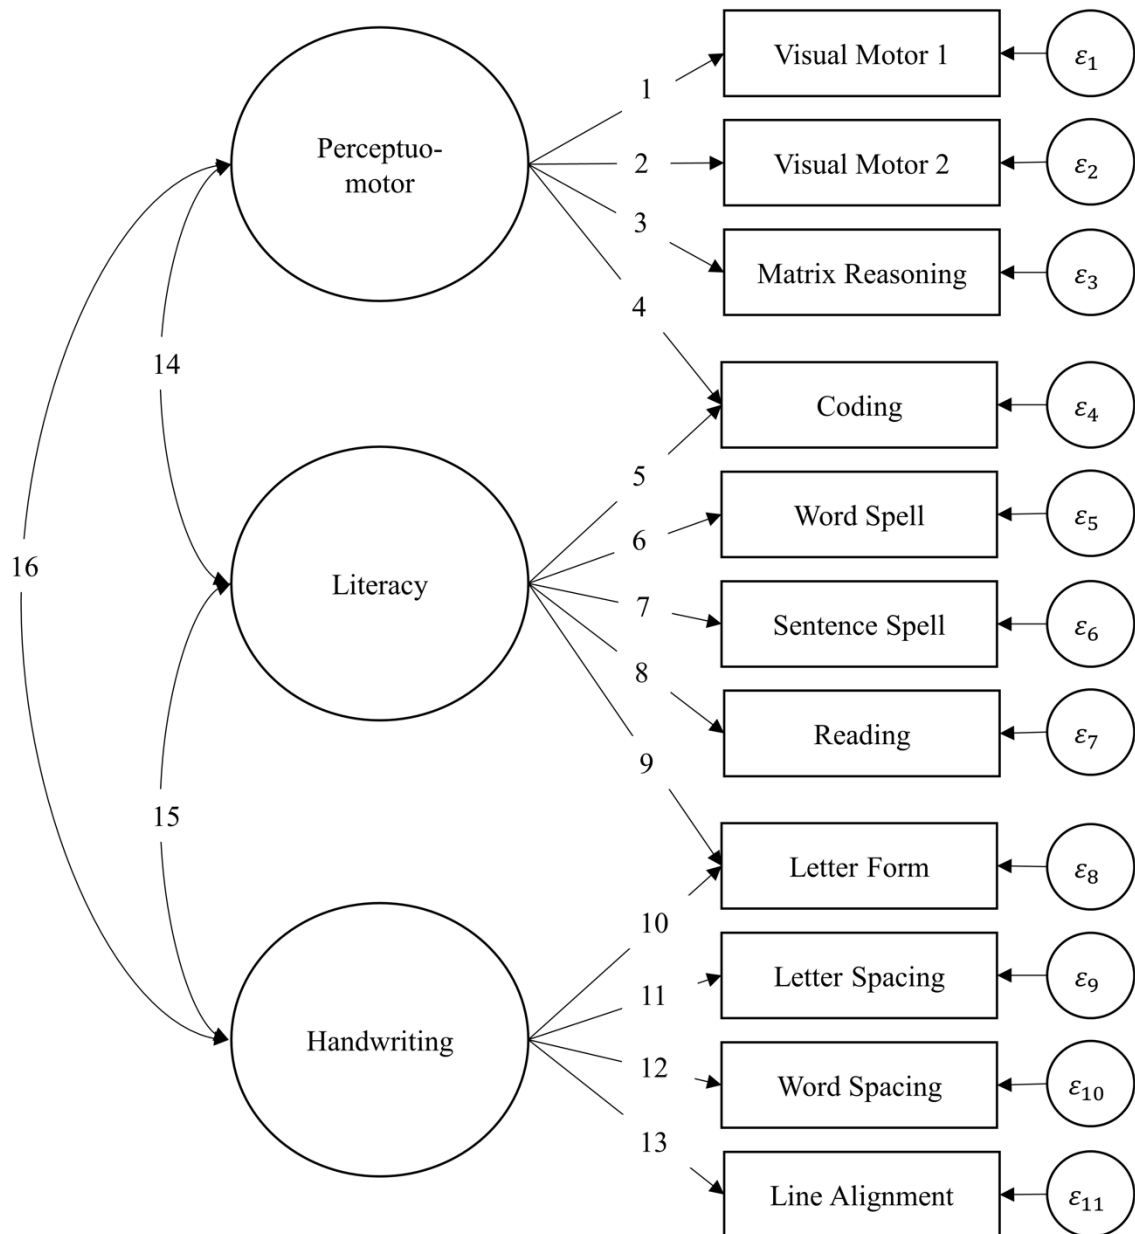 Visual Motor 1
ε1
1
Perceptuo-
motor
2
Visual Motor 2
ε2
3
Matrix Reasoning
ε3
4
14
Coding
ε4
5
Word Spell
ε5
6
16
Literacy
7
Sentence Spell
ε6
8
Reading
ε7
9
15
Letter Form
ε8
10
Letter Spacing
ε9
11
Handwriting
12
Word Spacing
ε10
13
Line Alignment
ε11